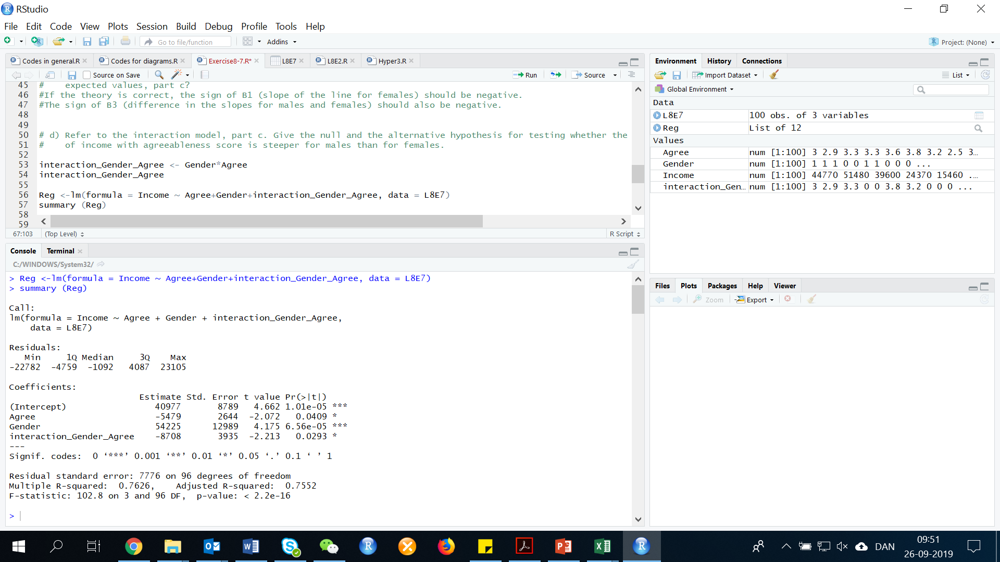 RStudio
File Edit Code View Plots Session Build Debug Profile Tools Help
Go to file/function Addins Project: (None)
Codes in general.R Codes for diagrams.R Exercise8-7.R* L8E7 L8E2.R Hyper3.R
Source on Save Run Source
45 # expected values, part c?
46 #If the theory is correct, the sign of B1 (slope of the line for females) should be negative.
47 #The sign of B3 (difference in the slopes for males and females) should also be negative.
48
49
50 # d) Refer to the interaction model, part c. Give the null and the alternative hypothesis for testing whether the
51 # of income with agreeableness score is steeper for males than for females.
52
53 interaction_Gender_Agree <- Gender*Agree
54 interaction_Gender_Agree
55
56 Reg <-lm(formula = Income ~ Agree+Gender+interaction_Gender_Agree, data = L8E7)
57 summary (Reg)
58
59
67:103 (Top Level) R Script
Console Terminal
C:/WINDOWS/System32/
> Reg <-lm(formula = Income ~ Agree+Gender+interaction_Gender_Agree, data = L8E7)
> summary (Reg)
Call:
lm(formula = Income ~ Agree + Gender + interaction_Gender_Agree,
data = L8E7)
Residuals:
Min 1Q Median 3Q Max
-22782 -4759 -1092 4087 23105
Coefficients:
Estimate Std. Error t value Pr(>|t|)
(Intercept) 40977 8789 4.662 1.01e-05 ***
Agree -5479 2644 -2.072 0.0409 *
Gender 54225 12989 4.175 6.56e-05 ***
interaction_Gender_Agree -8708 3935 -2.213 0.0293 *
---
Signif. codes: 0 ‘***’ 0.001 ‘**’ 0.01 ‘*’ 0.05 ‘.’ 0.1 ‘ ’ 1
Residual standard error: 7776 on 96 degrees of freedom
Multiple R-squared: 0.7626, Adjusted R-squared: 0.7552
F-statistic: 102.8 on 3 and 96 DF, p-value: < 2.2e-16
>
Environment History Connections
Import Dataset List
Global Environment
Data
L8E7 100 obs. of 3 variables
Reg List of 12
Values
Agree num [1:100] 3 2.9 3.3 3.3 3.6 3.8 3.2 2.5 3…
Gender num [1:100] 1 1 1 0 0 1 1 0 0 0 ...
Income num [1:100] 44770 51480 39600 24370 15460 .…
interaction_Gen… num [1:100] 3 2.9 3.3 0 0 3.8 3.2 0 0 0 ...
Files Plots Packages Help Viewer
Zoom Export
DAN
09:51
26-09-2019